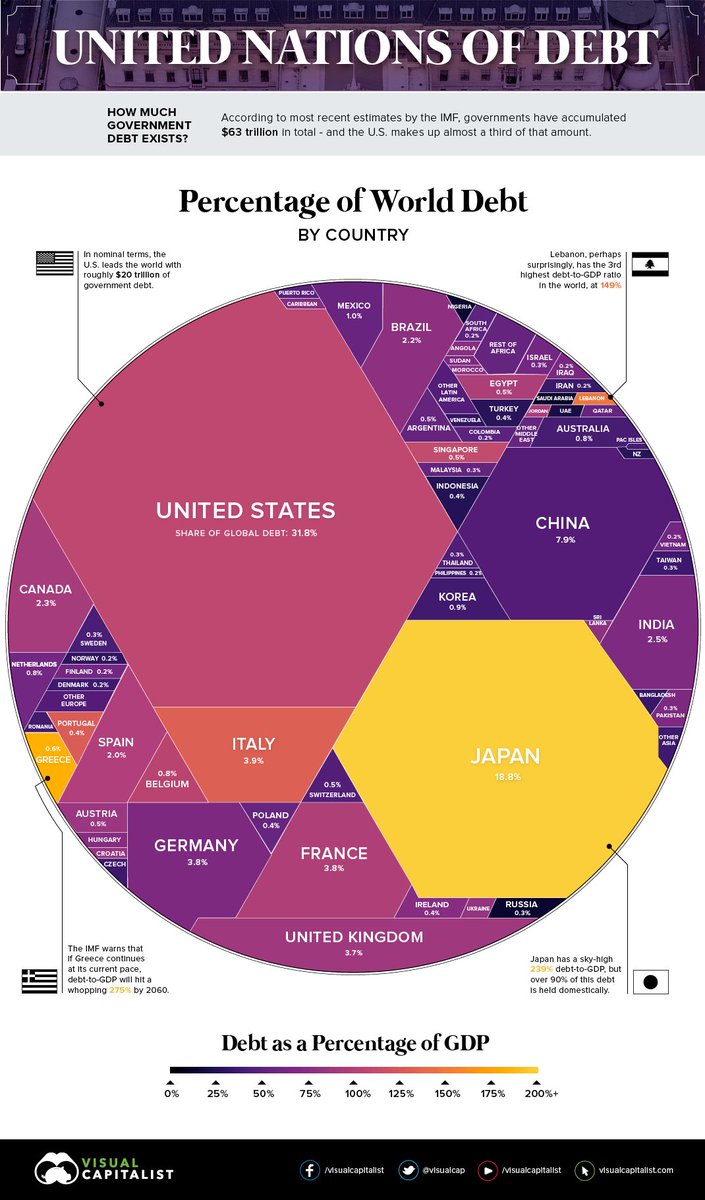 UNITED NATIONS OF DEBT
HOW MUCH
GOVERNMENT
DEBT EXISTS?
According to most recent estimates by the IMF, governments have accumulated
$63 trillion in total - and the U.S. makes up almost a third of that amount.
Percentage of World Debt
BY COUNTRY
In nominal terms, the
U.S. leads the world with
roughly $20 trillion of
government debt.
Lebanon, perhaps
surprisingly, has the 3rd
highest debt-to-GDP ratio
in the world, at 149%
PUERTO RICO
CARIBBEAN
MEXICO
1.0%
BRAZIL
2.2%
NIGERIA
SOUTH
AFRICA
0.2%
ANGOLA
SUDAN
MOROCCO
REST OF
AFRICA
ISRAEL
0.3%
0.2%
IRAQ
EGYPT
0.5%
IRAN 0.2%
SAUDI ARABIA
LEBANON
OTHER
LATIN
AMERICA
TURKEY
0.4%
JORDAN
UAE
QATAR
0.5%
ARGENTINA
VENEZUELA
COLOMBIA
0.2%
OTHER
MIDDLE
EAST
AUSTRALIA
0.8%
PAC ISLES
NZ
SINGAPORE
0.5%
MALAYSIA 0.3%
INDONESIA
0.4%
UNITED STATES
SHARE OF GLOBAL DEBT: 31.8%
CHINA
7.9%
0.2%
VIETNAM
TAIWAN
0.3%
0.3%
THAILAND
PHILIPPINES 0.2%
KOREA
0.9%
CANADA
2.3%
SRI
LANKA
INDIA
2.5%
0.3%
SWEDEN
NORWAY 0.2%
FINLAND 0.2%
DENMARK 0.2%
OTHER
EUROPE
NETHERLANDS
0.8%
BANGLADESH
0.3%
PAKISTAN
OTHER
ASIA
ROMANIA
PORTUGAL
0.4%
0.6%
GREECE
SPAIN
2.0%
ITALY
3.9%
JAPAN
18.8%
0.8%
BELGIUM
0.5%
SWITZERLAND
AUSTRIA
0.5%
HUNGARY
CROATIA
CZECH
GERMANY
3.8%
POLAND
0.4%
FRANCE
3.8%
IRELAND
0.4%
UKRAINE
RUSSIA
0.3%
UNITED KINGDOM
3.7%
The IMF warns that
if Greece continues
at its current pace,
debt-to-GDP will hit a
whopping 275% by 2060.
Japan has a sky-high
239% debt-to-GDP, but
over 90% of this debt
is held domestically.
Debt as a Percentage of GDP
0% 25% 50% 75% 100% 125% 150% 175% 200%+
VISUAL
CAPITALIST
/visualcapitalist
@visualcap
/visualcapitalist
visualcapitalist.com